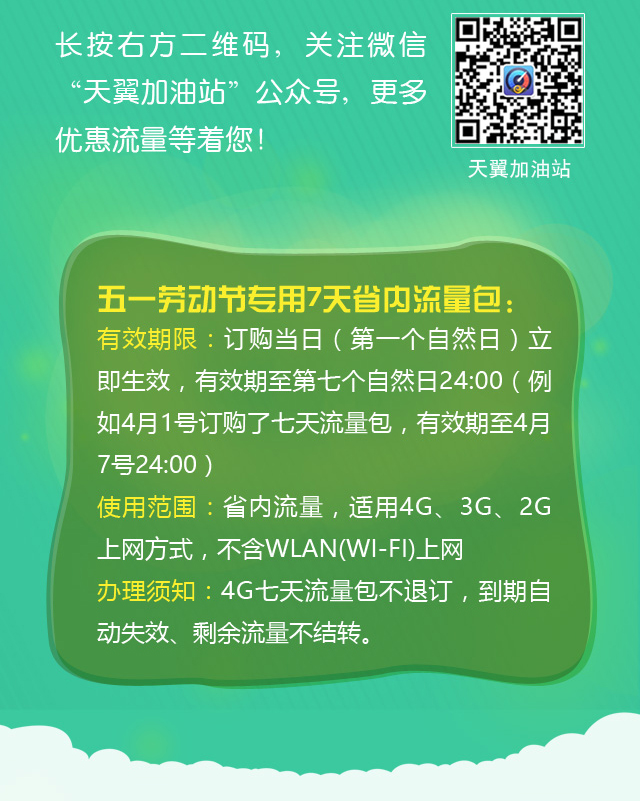 长按右方二维码，关注微信
“天翼加油站”公众号，更多
优惠流量等着您！
天翼加油站
五一劳动节专用7天省内流量包：
有效期限：订购当日（第一个自然日）立
即生效，有效期至第七个自然日24:00（例
如4月1号订购了七天流量包，有效期至4月
7号24:00）
使用范围：省内流量，适用4G、3G、2G
上网方式，不含WLAN(WI-FI)上网
办理须知：4G七天流量包不退订，到期自
动失效、剩余流量不结转。